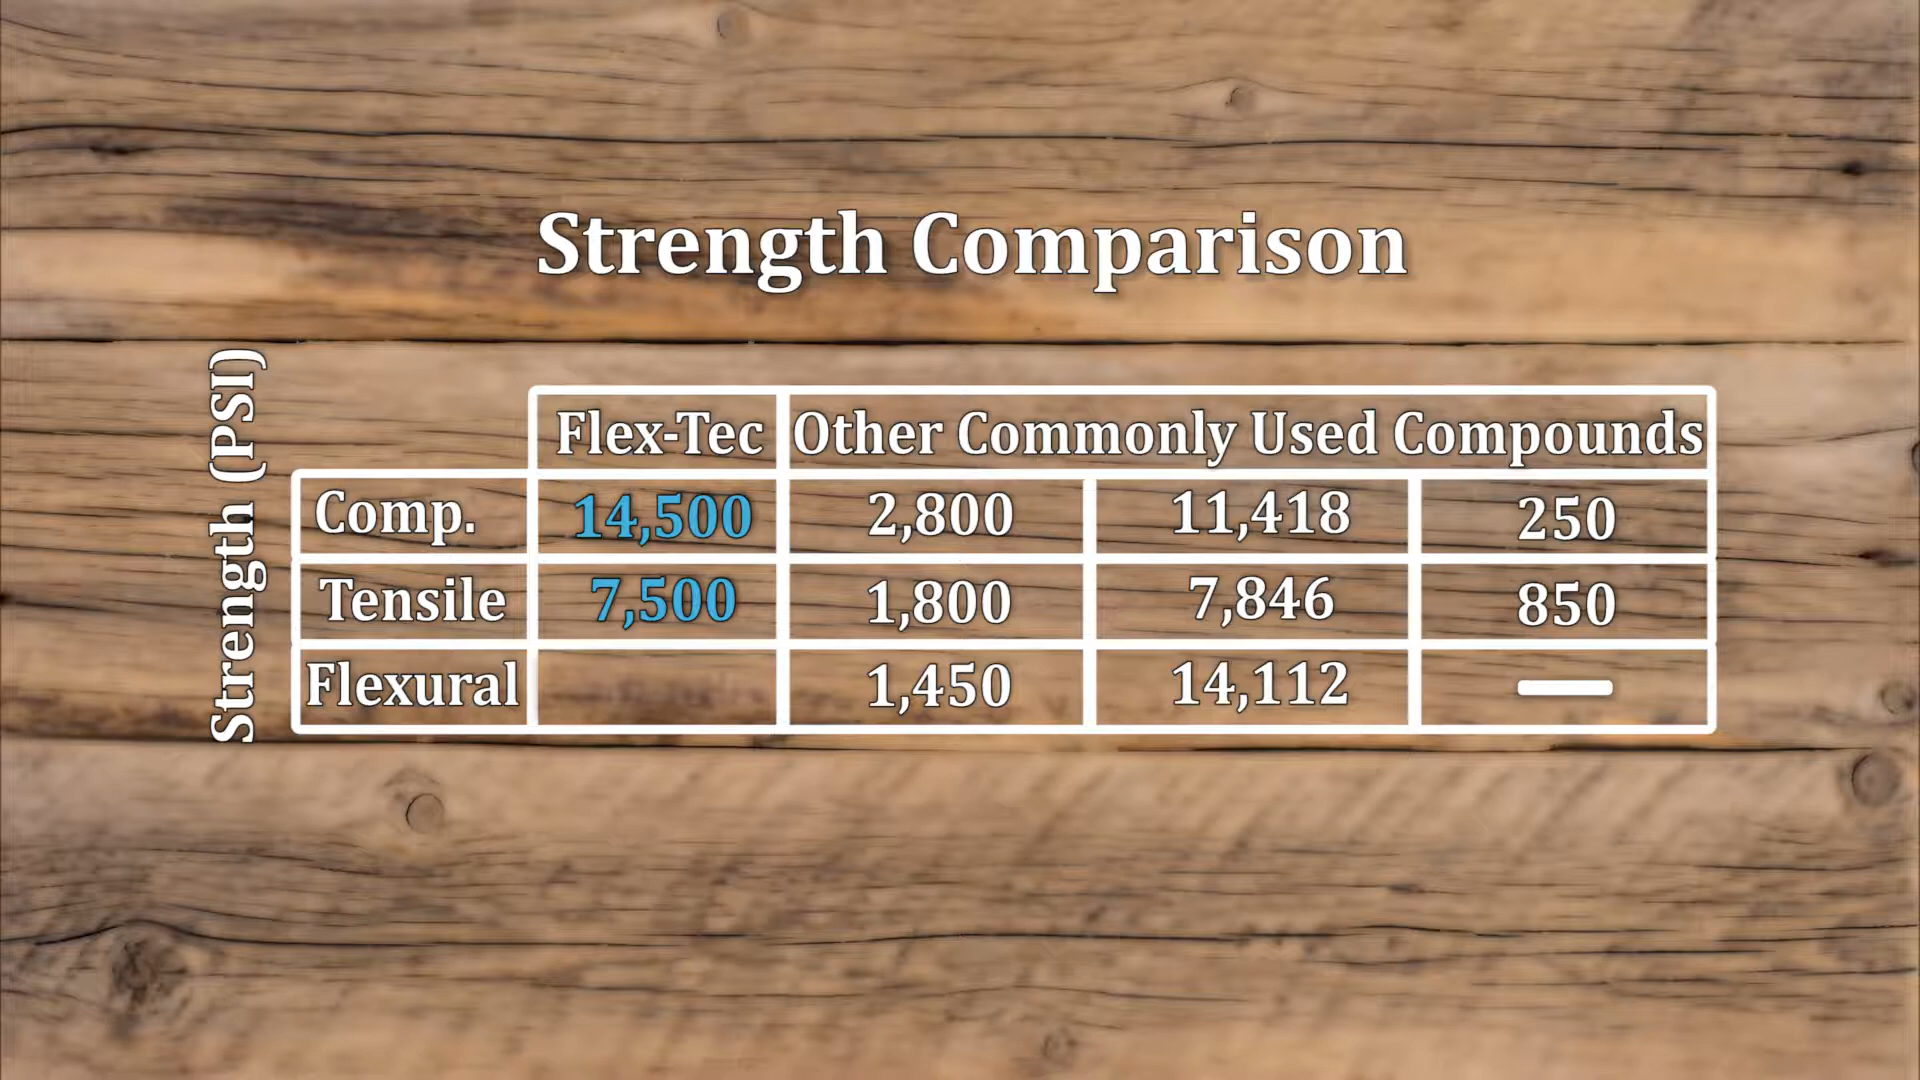 Strength Comparison
Strength (PSI)
Flex-Tec Other Commonly Used Compounds
Comp. 14,500 2,800 11,418 250
Tensile 7,500 1,800 7,846 850
Flexural 1,450 14,112 —